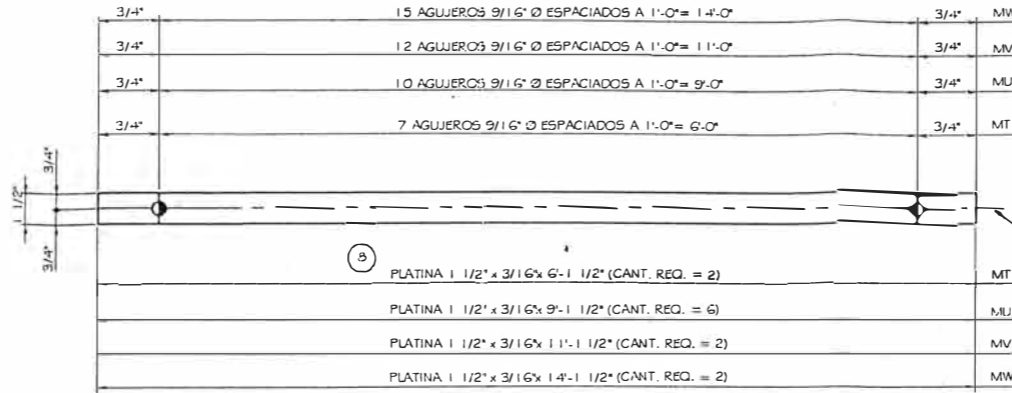 3/4" 15 AGUJEROS 9/16" Ø ESPACIADOS A 1'-0"= 14'-0" 3/4" MW
3/4" 12 AGUJEROS 9/16" Ø ESPACIADOS A 1'-0"= 11'-0" 3/4" MV
3/4" 10 AGUJEROS 9/16" Ø ESPACIADOS A 1'-0"= 9'-0" 3/4" MU
3/4" 7 AGUJEROS 9/16" Ø ESPACIADOS A 1'-0"= 6'-0" 3/4" MT
3/4"
1 1/2"
3/4"
8
PLATINA 1 1/2" x 3/16"x 6'-1 1/2" (CANT. REQ. = 2) MT
PLATINA 1 1/2" x 3/16"x 9'-1 1/2" (CANT. REQ. = 6) MU
PLATINA 1 1/2" x 3/16"x 11'-1 1/2" (CANT. REQ. = 2) MV
PLATINA 1 1/2" x 3/16"x 14'-1 1/2" (CANT. REQ. = 2) MW